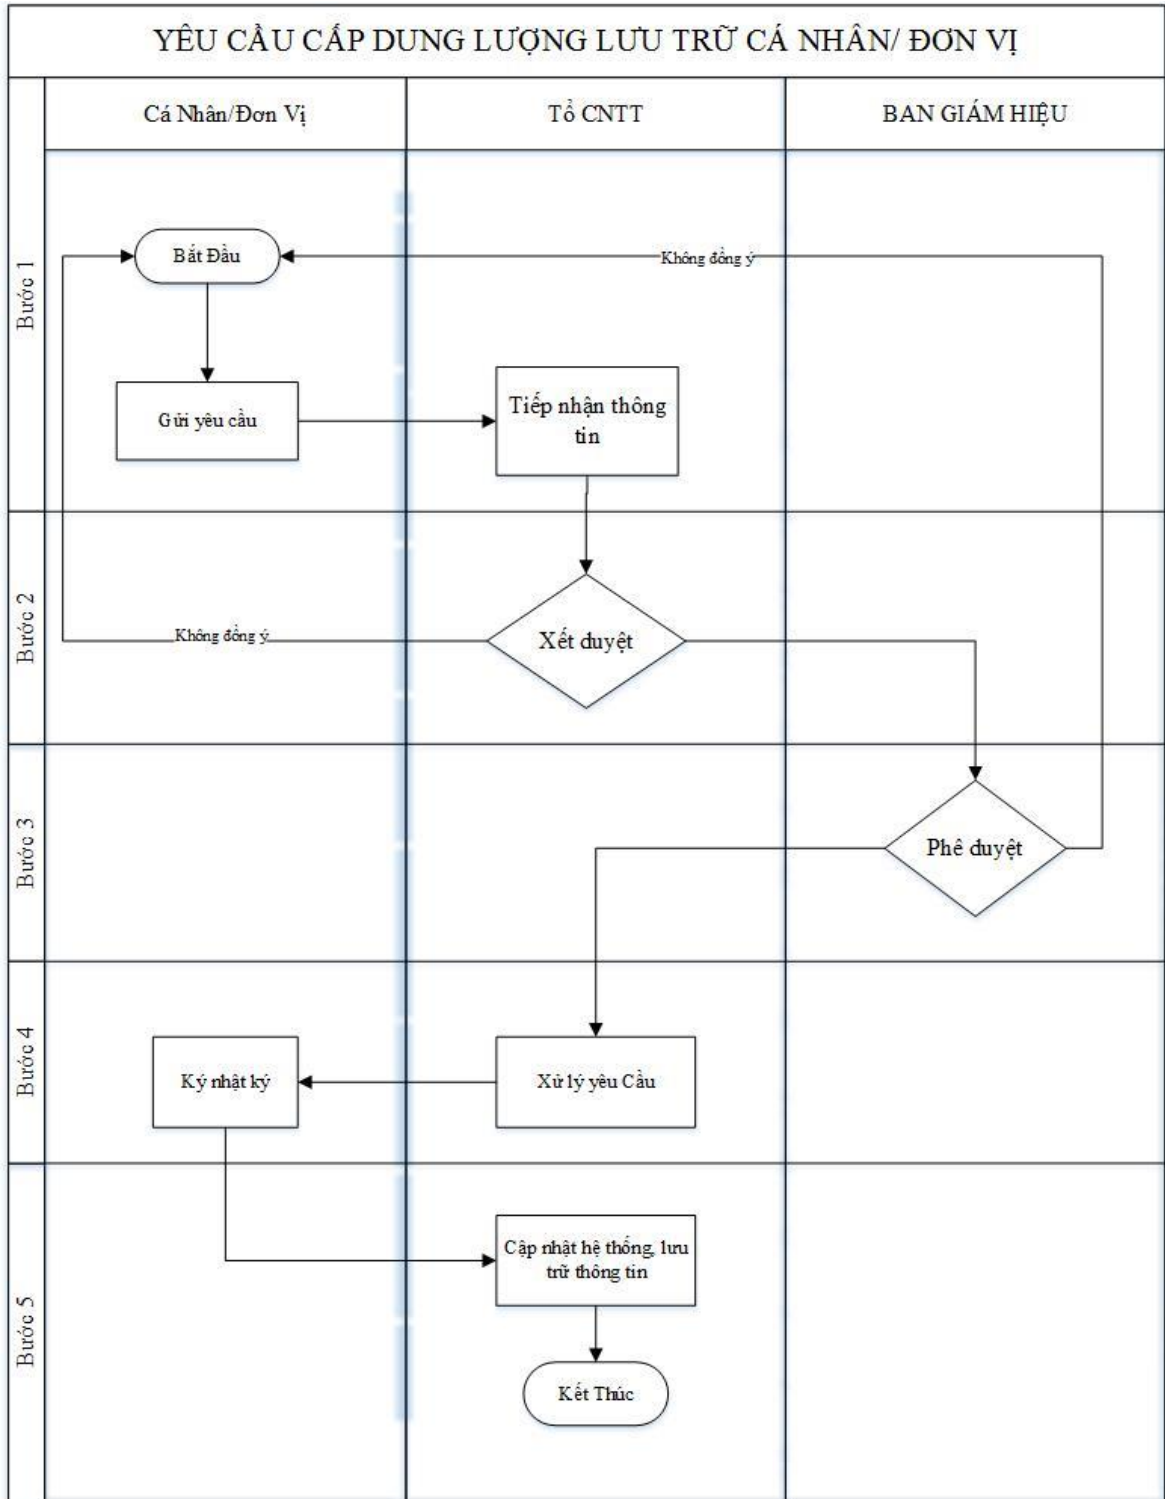 YÊU CẦU CẤP DUNG LƯỢNG LƯU TRỮ CÁ NHÂN/ ĐƠN VỊ
Cá Nhân/Đơn Vị
Tổ CNTT
BAN GIÁM HIỆU
Bước 1
Bắt Đầu
Không đồng ý
Gửi yêu cầu
Tiếp nhận thông
tin
Bước 2
Không đồng ý
Xét duyệt
Bước 3
Phê duyệt
Bước 4
Ký nhật ký
Xử lý yêu Cầu
Bước 5
Cập nhật hệ thống, lưu
trữ thông tin
Kết Thúc